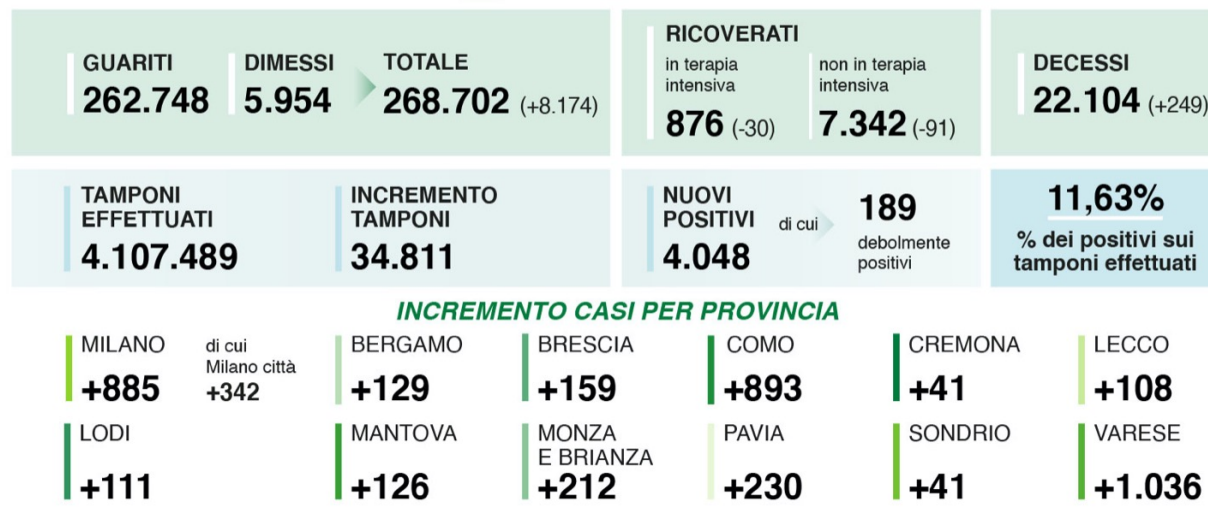 GUARITI
262.748
DIMESSI
5.954
TOTALE
268.702 (+8.174)
RICOVERATI
in terapia
intensiva
876 (-30)
non in terapia
intensiva
7.342 (-91)
DECESSI
22.104 (+249)
TAMPONI
EFFETTUATI
4.107.489
INCREMENTO
TAMPONI
34.811
NUOVI
POSITIVI
4.048
di cui
189
debolmente
positivi
11,63%
% dei positivi sui
tamponi effettuati
INCREMENTO CASI PER PROVINCIA
MILANO
+885
di cui
Milano città
+342
BERGAMO
+129
BRESCIA
+159
COMO
+893
CREMONA
+41
LECCO
+108
LODI
+111
MANTOVA
+126
MONZA
E BRIANZA
+212
PAVIA
+230
SONDRIO
+41
VARESE
+1.036